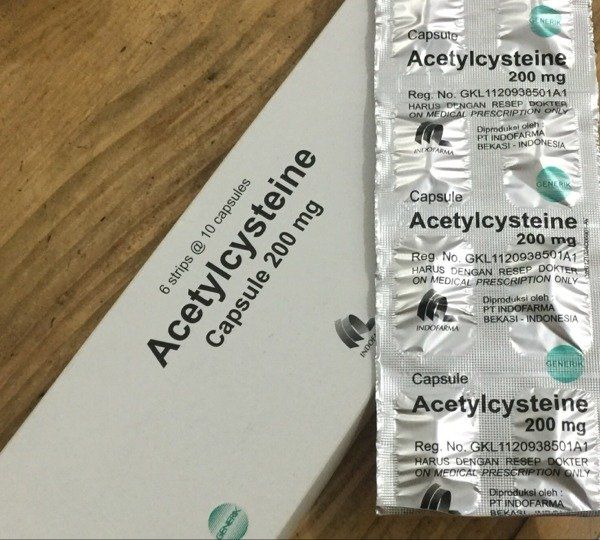 6 strips @ 10 capsules
Acetylcysteine
Capsule 200 mg
GENERIK
GENERIK
Capsule
Acetylcysteine
200 mg
Reg. No. GKL1120938501A1
HARUS DENGAN RESEP DOKTER
ON MEDICAL PRESCRIPTION ONLY
INDOFARMA
Diproduksi oleh :
PT INDOFARMA
BEKASI - INDONESIA
GENERIK
Capsule
Acetylcysteine
200 mg
Reg. No. GKL1120938501A1
HARUS DENGAN RESEP DOKTER
ON MEDICAL PRESCRIPTION ONLY
INDOFARMA
Diproduksi oleh :
PT INDOFARMA
BEKASI - INDONESIA
GENERIK
Capsule
Acetylcysteine
200 mg
Reg. No. GKL1120938501A1
HARUS DENGAN RESEP DOKTER
ON MEDICAL PRESCRIPTION ONLY
Diproduksi oleh :
PT INDOFARMA